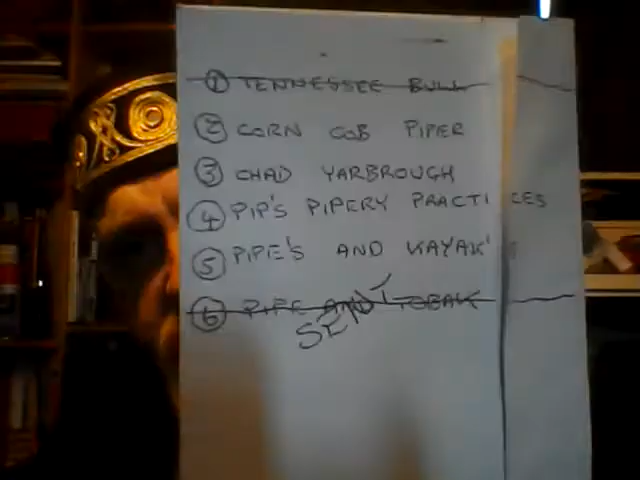 ① TENNESSEE BULL
② CORN COB PIPER
③ CHAD YARBROUGH
④ PIP'S PIPERY PRACTICES
⑤ PIPE'S AND KAYAK'
⑥ PIPE AND TOBAK
SENT